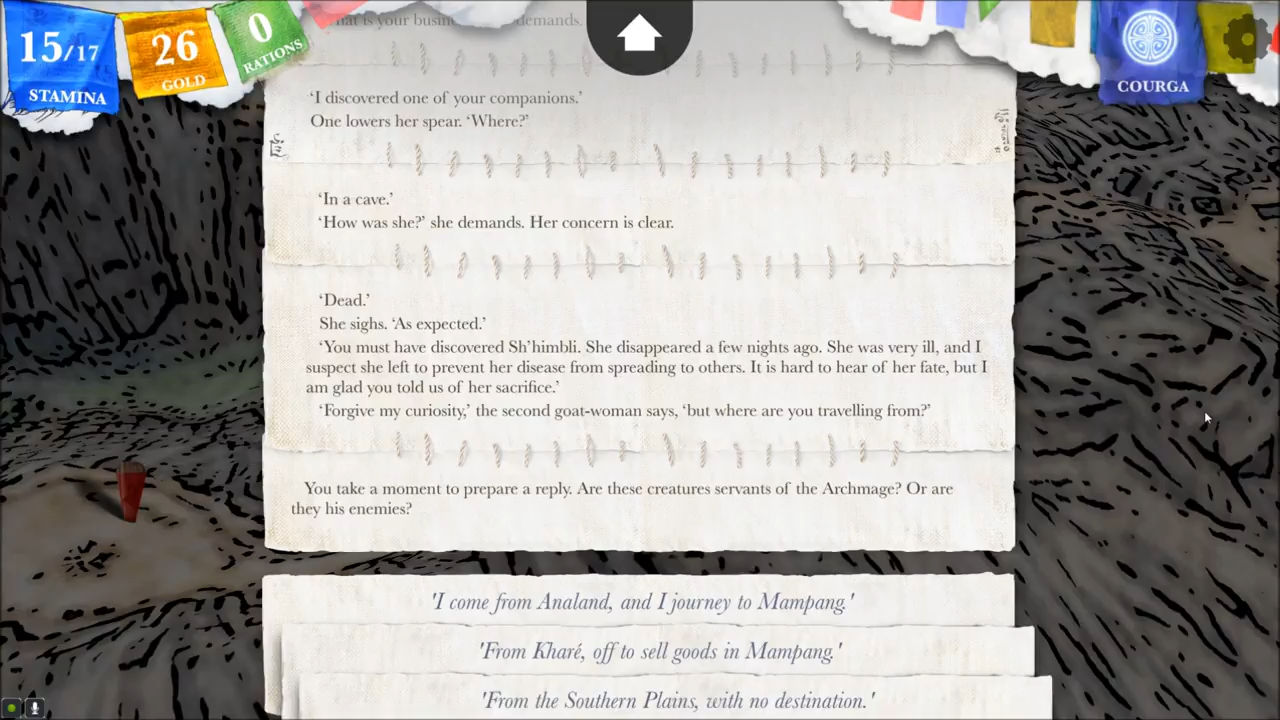 15/17
STAMINA
26
GOLD
0
RATIONS
COURGA
hat is your busin demands.
‘I discovered one of your companions.’
One lowers her spear. ‘Where?’
‘In a cave.’
‘How was she?’ she demands. Her concern is clear.
‘Dead.’
She sighs. ‘As expected.’
‘You must have discovered Sh’himbli. She disappeared a few nights ago. She was very ill, and I
suspect she left to prevent her disease from spreading to others. It is hard to hear of her fate, but I
am glad you told us of her sacrifice.’
‘Forgive my curiosity,’ the second goat-woman says, ‘but where are you travelling from?’
You take a moment to prepare a reply. Are these creatures servants of the Archmage? Or are
they his enemies?
'I come from Analand, and I journey to Mampang.'
'From Kharé, off to sell goods in Mampang.'
'From the Southern Plains, with no destination.'